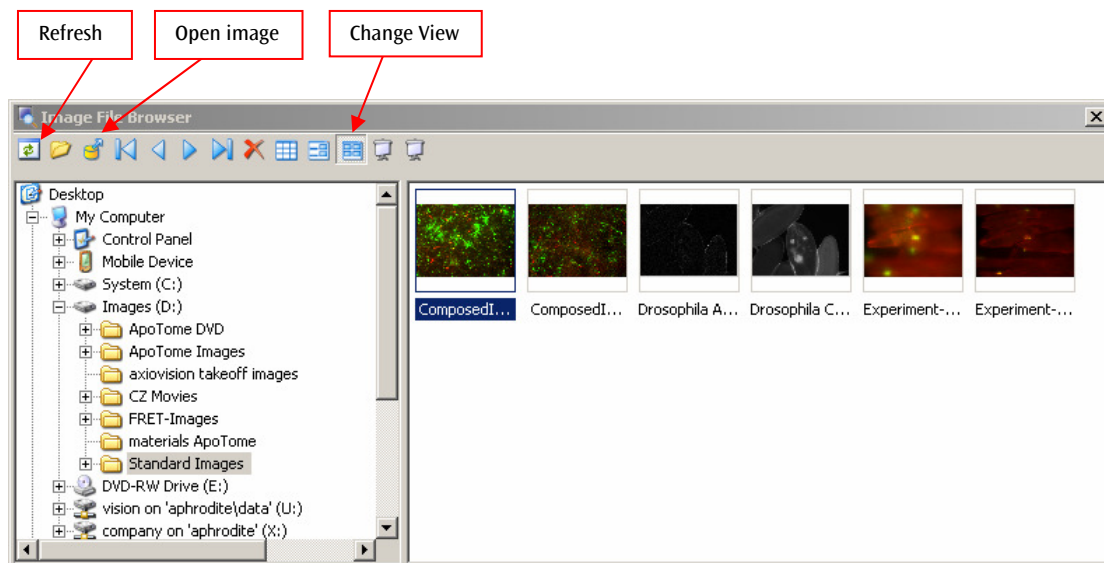 Refresh
Open image
Change View
Image File Browser
Desktop
My Computer
Control Panel
Mobile Device
System (C:)
Images (D:)
ApoTome DVD
ApoTome Images
axiovision takeoff images
CZ Movies
FRET-Images
materials ApoTome
Standard Images
DVD-RW Drive (E:)
vision on 'aphrodite\data' (U:)
company on 'aphrodite' (X:)
ComposedI... ComposedI... Drosophila A... Drosophila C... Experiment-... Experiment-...